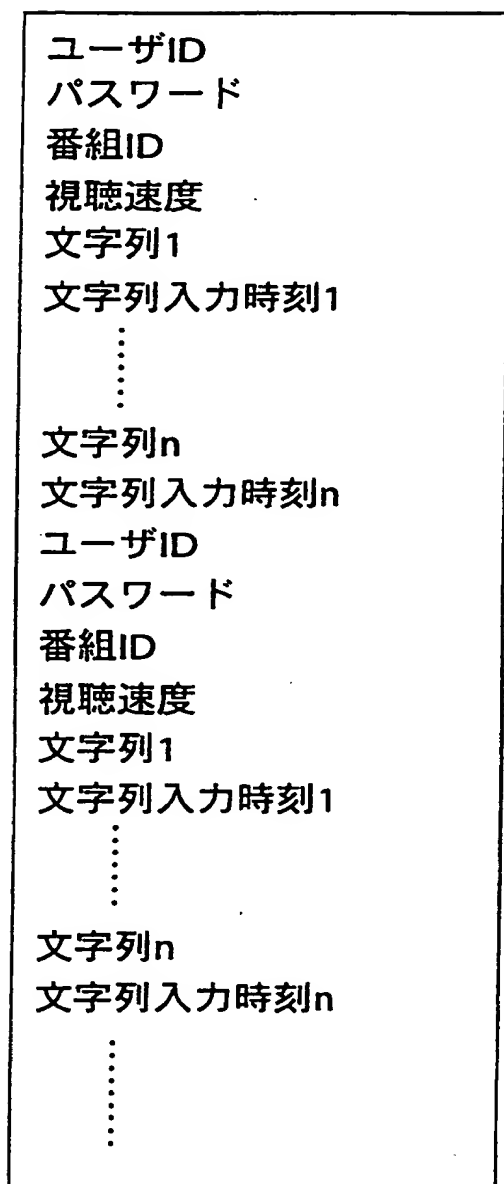 ユーザID
パスワード
番組ID
視聴速度
文字列1
文字列入力時刻1
⋮
文字列n
文字列入力時刻n
ユーザID
パスワード
番組ID
視聴速度
文字列1
文字列入力時刻1
⋮
文字列n
文字列入力時刻n
⋮